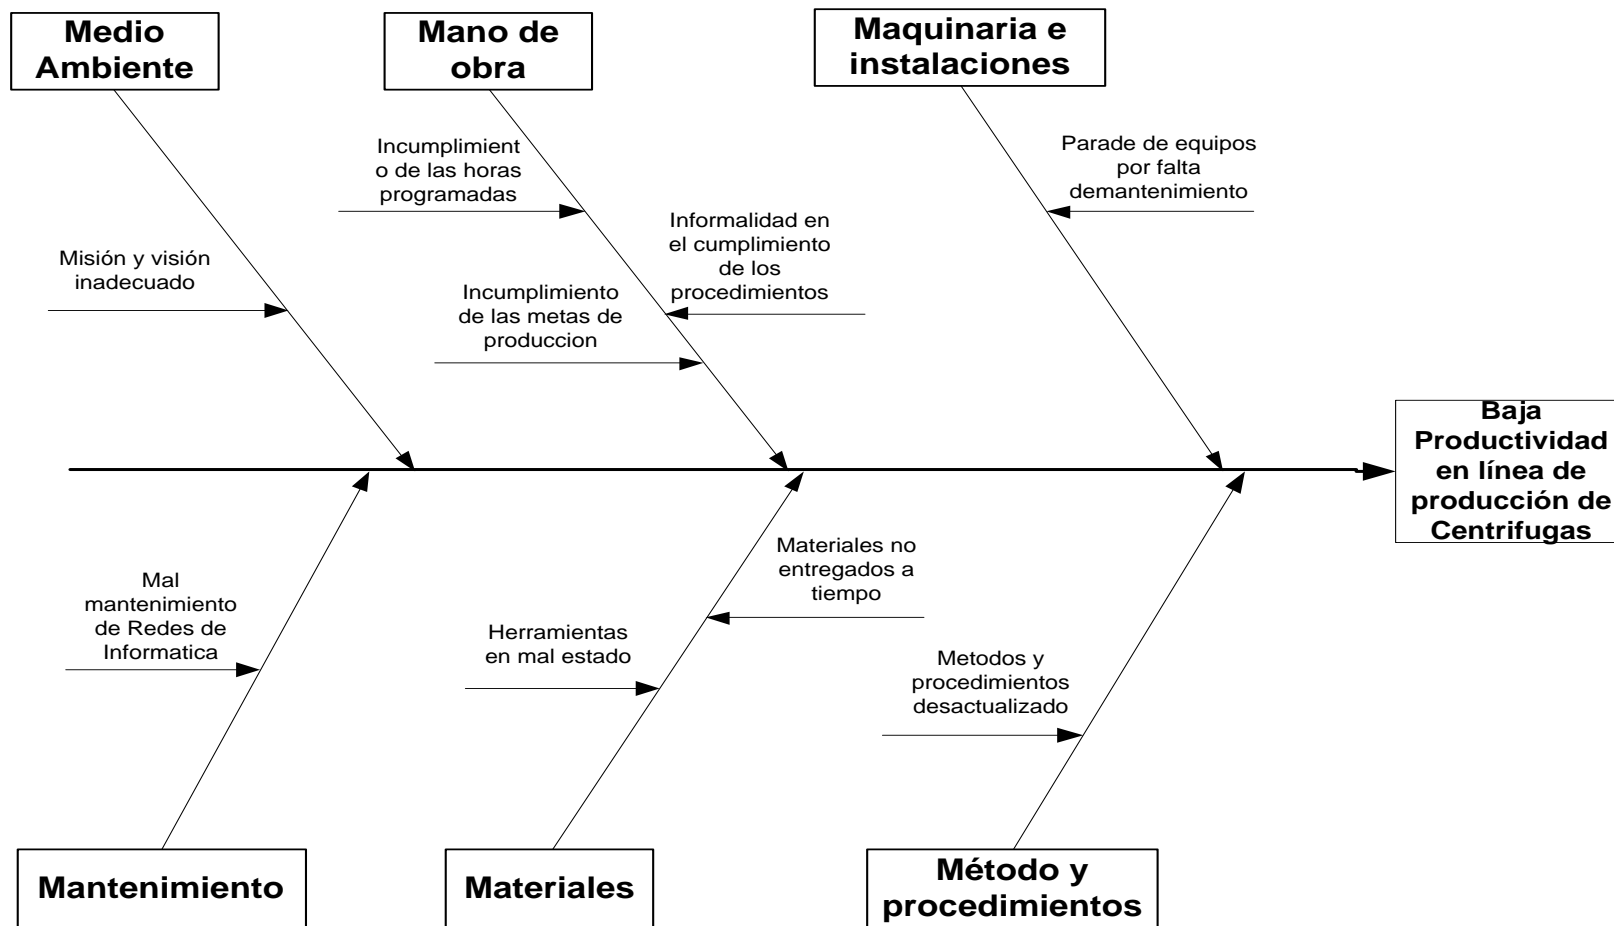 Medio
Ambiente
Mano de
obra
Maquinaria e
instalaciones
Incumplimient
o de las horas
programadas
Parade de equipos
por falta
demantenimiento
Informalidad en
el cumplimiento
de los
procedimientos
Misión y visión
inadecuado
Incumplimiento
de las metas de
produccion
Baja
Productividad
en línea de
producción de
Centrifugas
Materiales no
entregados a
tiempo
Mal
mantenimiento
de Redes de
Informatica
Herramientas
en mal estado
Metodos y
procedimientos
desactualizado
Mantenimiento
Materiales
Método y
procedimientos